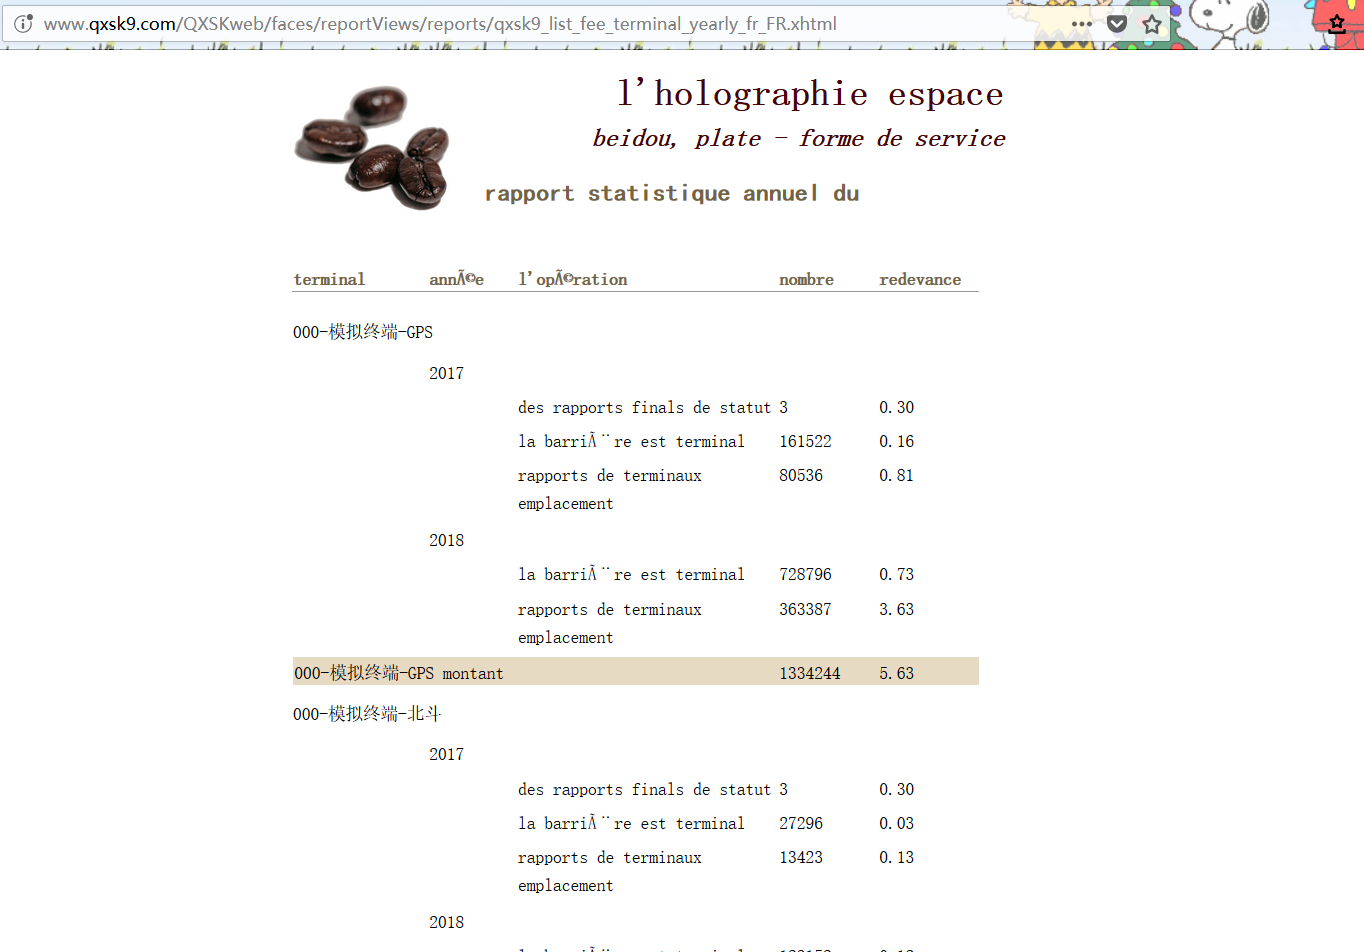 www.qxsk9.com/QXSKweb/faces/reportViews/reports/qxsk9_list_fee_terminal_yearly_fr_FR.xhtml
l'holographie espace
beidou, plate - forme de service
rapport statistique annuel du
terminal annÃ©e l'opÃ©ration nombre redevance
000-模拟终端-GPS
2017
des rapports finals de statut 3 0.30
la barriÃ¨re est terminal 161522 0.16
rapports de terminaux 80536 0.81
emplacement
2018
la barriÃ¨re est terminal 728796 0.73
rapports de terminaux 363387 3.63
emplacement
000-模拟终端-GPS montant 1334244 5.63
000-模拟终端-北斗
2017
des rapports finals de statut 3 0.30
la barriÃ¨re est terminal 27296 0.03
rapports de terminaux 13423 0.13
emplacement
2018